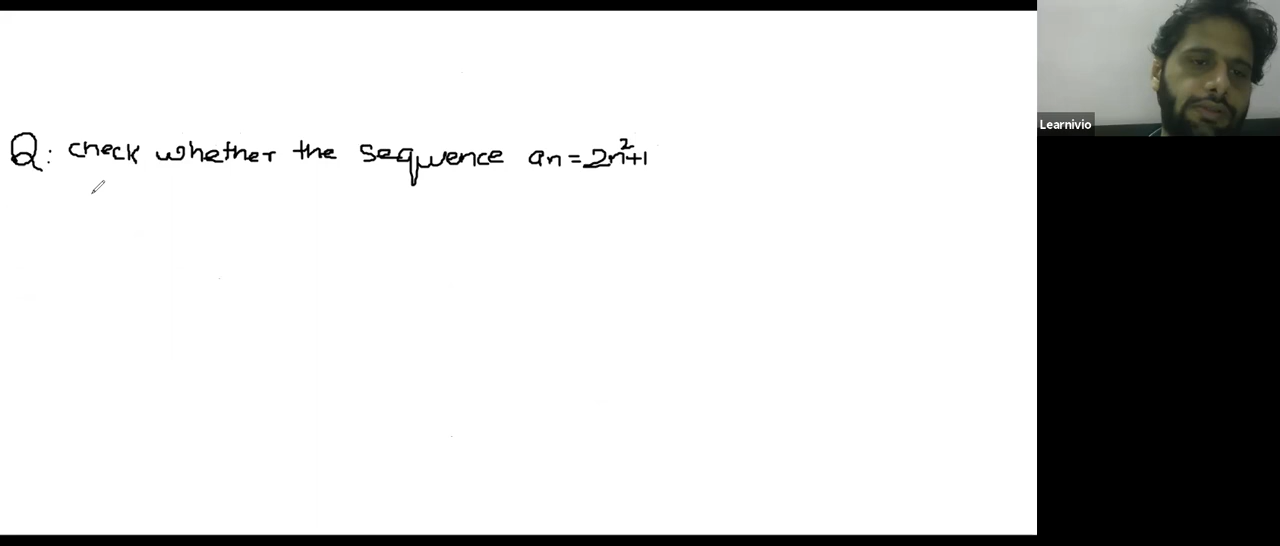 Q: check whether the sequence an = 2n²+1
Learnivio